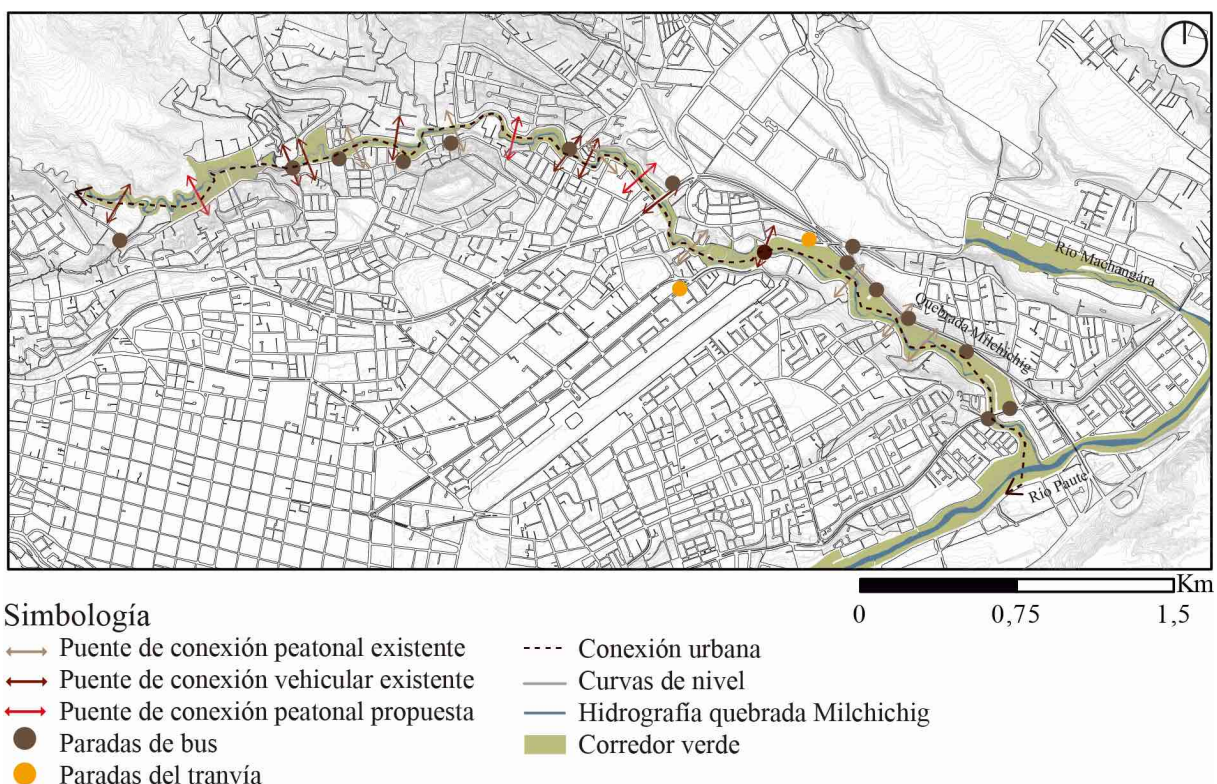 Río Machangára
Quebrada Milchichig
Río Paute
Km
0 0,75 1,5
Simbología
Puente de conexión peatonal existente
Puente de conexión vehicular existente
Puente de conexión peatonal propuesta
Paradas de bus
Paradas del tranvía
Conexión urbana
Curvas de nivel
Hidrografía quebrada Milchichig
Corredor verde